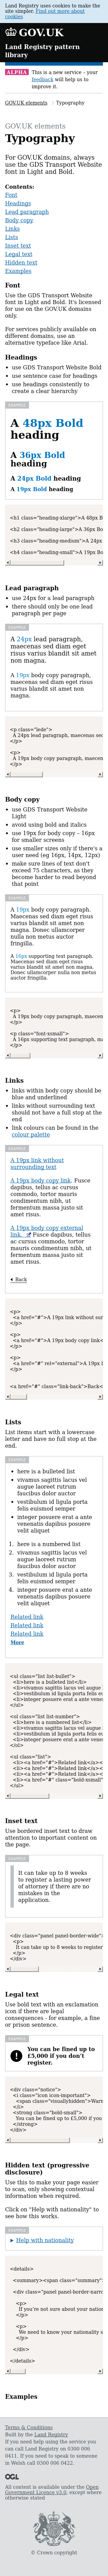 Land Registry uses cookies to make the
site simpler. Find out more about
cookies
GOV.UK
Land Registry pattern
library
ALPHA This is a new service – your
feedback will help us to
improve it.
GOV.UK elements Typography
GOV.UK elements
Typography
For GOV.UK domains, always
use the GDS Transport Website
font in Light and Bold.
Contents:
Font
Headings
Lead paragraph
Body copy
Links
Lists
Inset text
Legal text
Hidden text
Examples
Font
Use the GDS Transport Website
font in Light and Bold. It's licensed
for use on the GOV.UK domains
only.
For services publicly available on
different domains, use an
alternative typeface like Arial.
Headings
use GDS Transport Website Bold
use sentence case
use headings consistently to
create a clear hierarchy
EXAMPLE
A 48px Bold
heading
A 36px Bold
heading
A 24px Bold heading
A 19px Bold heading
<h1 class="heading-xlarge">A 48px B
<h2 class="heading-large">A 36px Bo
<h3 class="heading-medium">A 24px
<h4 class="heading-small">A 19px Bo
Lead paragraph
use 24px for a lead paragraph
there should only be one lead
paragraph per page
EXAMPLE
A 24px lead paragraph,
maecenas sed diam eget
risus varius blandit sit amet
non magna.
A 19px body copy paragraph,
maecenas sed diam eget risus
varius blandit sit amet non
magna.
<p class="lede">
A 24px lead paragraph, maecenas se
</p>
<p>
A 19px body copy paragraph, maecen
</p>
Body copy
use GDS Transport Website
Light
avoid using bold and italics
use 19px for body copy – 16px
for smaller screens
use smaller sizes only if there's a
user need (eg 16px, 14px, 12px)
make sure lines of text don't
exceed 75 characters, as they
become harder to read beyond
that point
EXAMPLE
A 19px body copy paragraph.
Maecenas sed diam eget risus
varius blandit sit amet non
magna. Donec ullamcorper
nulla non metus auctor
fringilla.
A 16px supporting text paragraph.
Maecenas sed diam eget risus
varius blandit sit amet non magna.
Donec ullamcorper nulla non metus
auctor fringilla.
<p>
A 19px body copy paragraph, maecen
</p>
<p class="font-xsmall">
A 16px supporting text paragraph, m
</p>
Links
links within body copy should be
blue and underlined
links without surrounding text
should not have a full stop at the
end
link colours can be found in the
colour palette
EXAMPLE
A 19px link without
surrounding text
A 19px body copy link. Fusce
dapibus, tellus ac cursus
commodo, tortor mauris
condimentum nibh, ut
fermentum massa justo sit
amet risus.
A 19px body copy external
link. Fusce dapibus, tellus
ac cursus commodo, tortor
mauris condimentum nibh, ut
fermentum massa justo sit
amet risus.
Back
<p>
<a href="#">A 19px link without sur
</p>
<p>
<a href="#">A 19px body copy link<
</p>
<p>
<a href="#" rel="external">A 19px b
</p>
<a href="#" class="link-back">Back</
Lists
List items start with a lowercase
letter and have no full stop at the
end.
EXAMPLE
here is a bulleted list
vivamus sagittis lacus vel
augue laoreet rutrum
faucibus dolor auctor
vestibulum id ligula porta
felis euismod semper
integer posuere erat a ante
venenatis dapibus posuere
velit aliquet
1. here is a numbered list
2. vivamus sagittis lacus vel
augue laoreet rutrum
faucibus dolor auctor
3. vestibulum id ligula porta
felis euismod semper
4. integer posuere erat a ante
venenatis dapibus posuere
velit aliquet
Related link
Related link
Related link
More
<ul class="list list-bullet">
<li>here is a bulleted list</li>
<li>vivamus sagittis lacus vel augue
<li>vestibulum id ligula porta felis eu
<li>integer posuere erat a ante vener
</ul>
<ol class="list list-number">
<li>here is a numbered list</li>
<li>vivamus sagittis lacus vel augue
<li>vestibulum id ligula porta felis eu
<li>integer posuere erat a ante vener
</ol>
<ul class="list">
<li><a href="#">Related link</a></li>
<li><a href="#">Related link</a></li>
<li><a href="#">Related link</a></li>
<li><a href="#" class="bold-xsmall"
</ul>
Inset text
Use bordered inset text to draw
attention to important content on
the page.
EXAMPLE
It can take up to 8 weeks
to register a lasting power
of attorney if there are no
mistakes in the
application.
<div class="panel panel-border-wide">
<p>
It can take up to 8 weeks to register
</p>
</div>
Legal text
Use bold text with an exclamation
icon if there are legal
consequences - for example, a fine
or prison sentence.
EXAMPLE
You can be fined up to
£5,000 if you don't
register.
<div class="notice">
<i class="icon icon-important">
<span class="visuallyhidden">Warni
</i>
<strong class="bold-small">
You can be fined up to £5,000 if you
</strong>
</div>
Hidden text (progressive
disclosure)
Use this to make your page easier
to scan, only showing contextual
information when required.
Click on "Help with nationality" to
see how this works.
EXAMPLE
Help with nationality
<details>
<summary><span class="summary"
<div class="panel panel-border-narro
<p>
If you're not sure about your nation
</p>
<p>
We need to know your nationality s
</p>
</div>
</details>
Examples
Terms & Conditions
Built by the Land Registry
If you need help using the service you
can call Land Registry on 0300 006
0411. If you need to speak to someone
in Welsh call 0300 006 0422.
OGL
All content is available under the Open
Government Licence v3.0, except where
otherwise stated
© Crown copyright